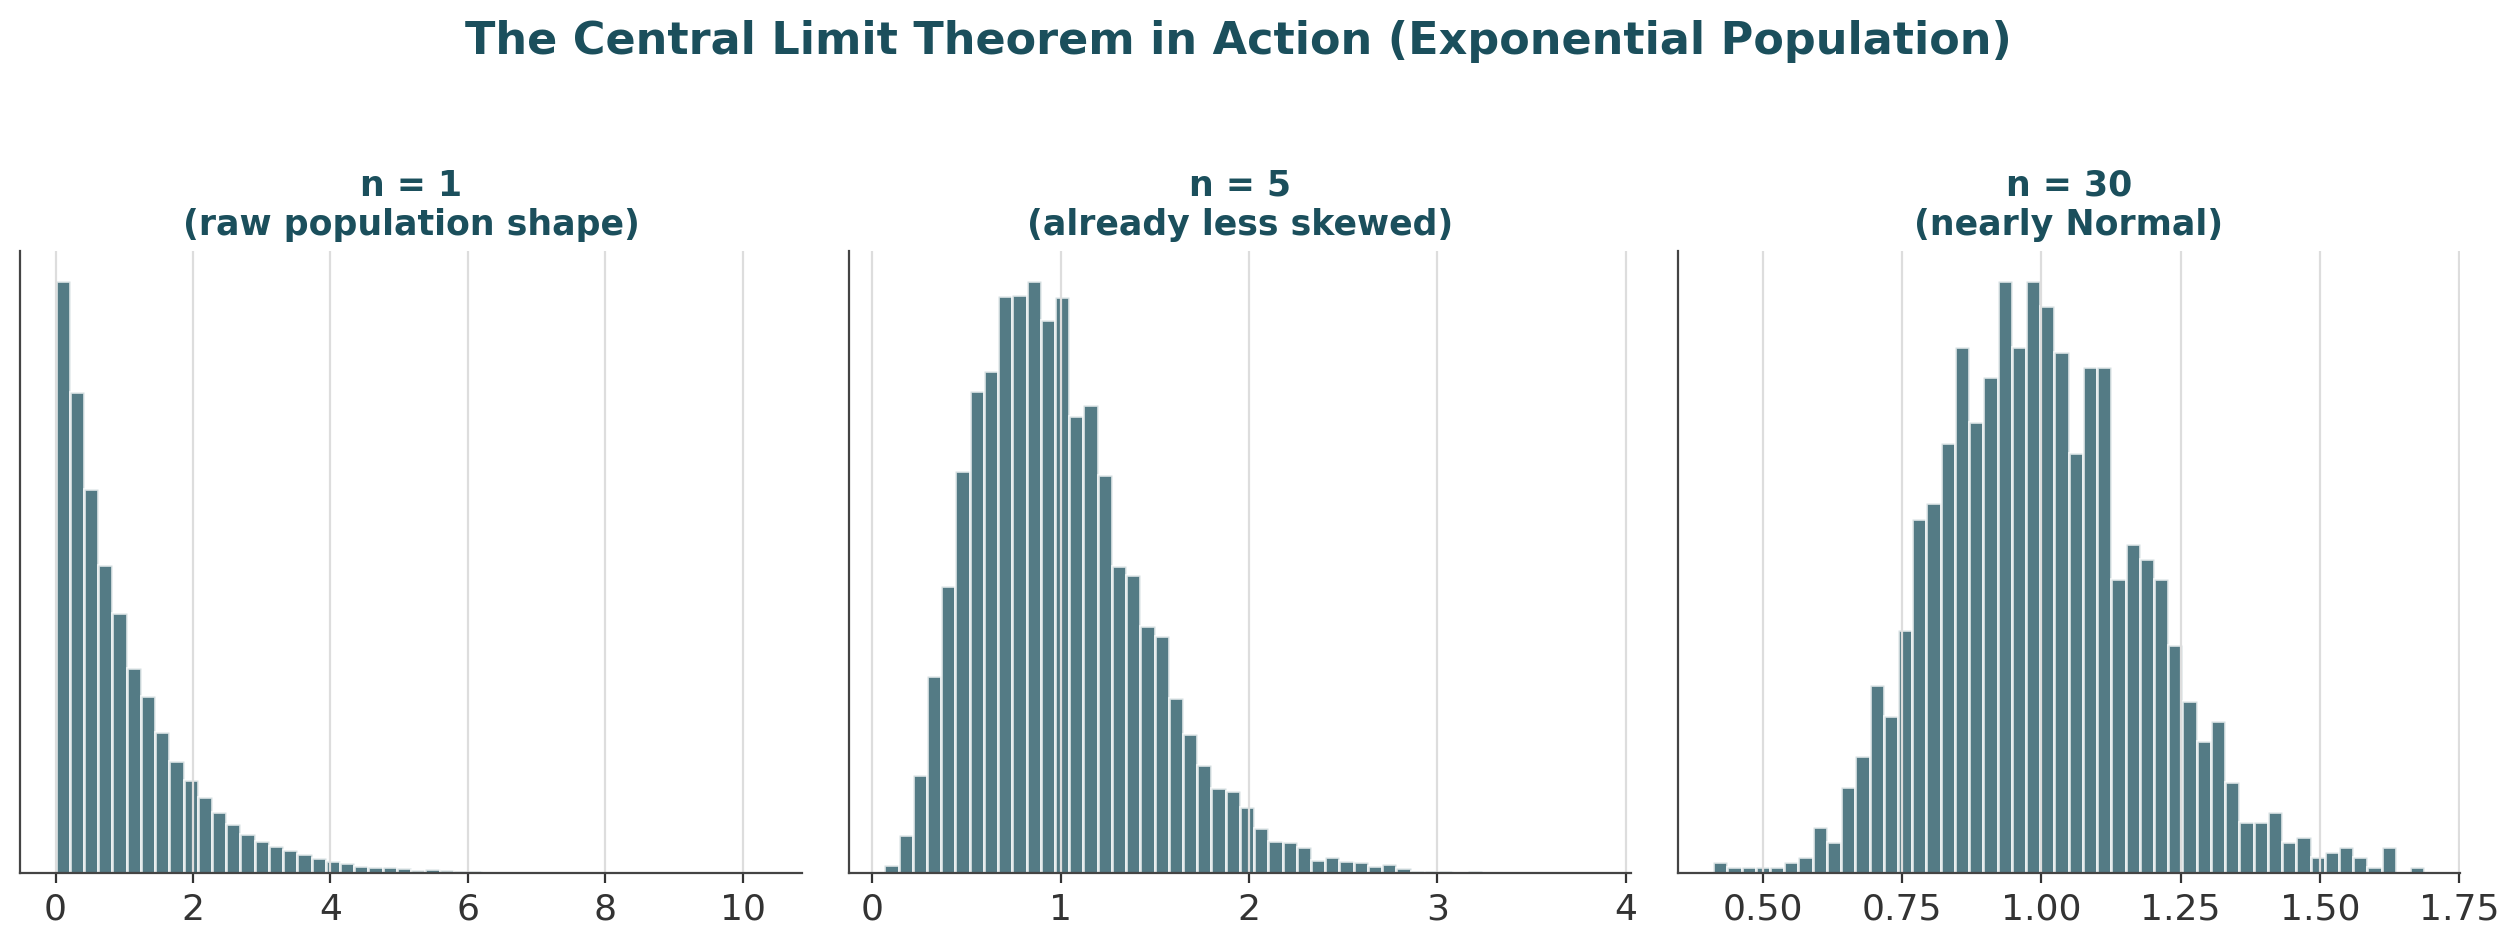 The Central Limit Theorem in Action (Exponential Population)
n = 1
(raw population shape)
n = 5
(already less skewed)
n = 30
(nearly Normal)
0 2 4 6 8 10
0 1 2 3 4
0.50 0.75 1.00 1.25 1.50 1.75